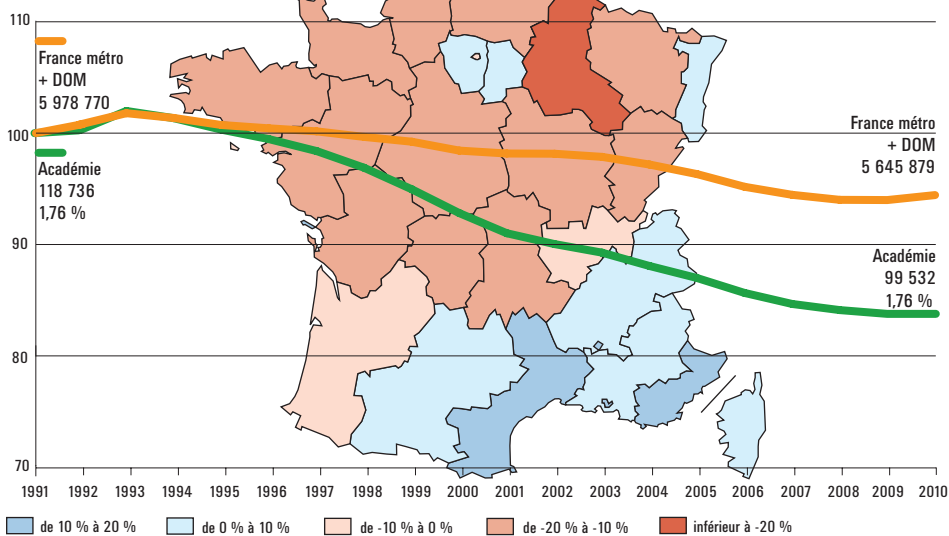 110
France métro
+ DOM
5 978 770
100
Académie
118 736
1,76 %
France métro
+ DOM
5 645 879
90
Académie
99 532
1,76 %
80
70
1991 1992 1993 1994 1995 1996 1997 1998 1999 2000 2001 2002 2003 2004 2005 2006 2007 2008 2009 2010
de 10 % à 20 % de 0 % à 10 % de -10 % à 0 % de -20 % à -10 % inférieur à -20 %